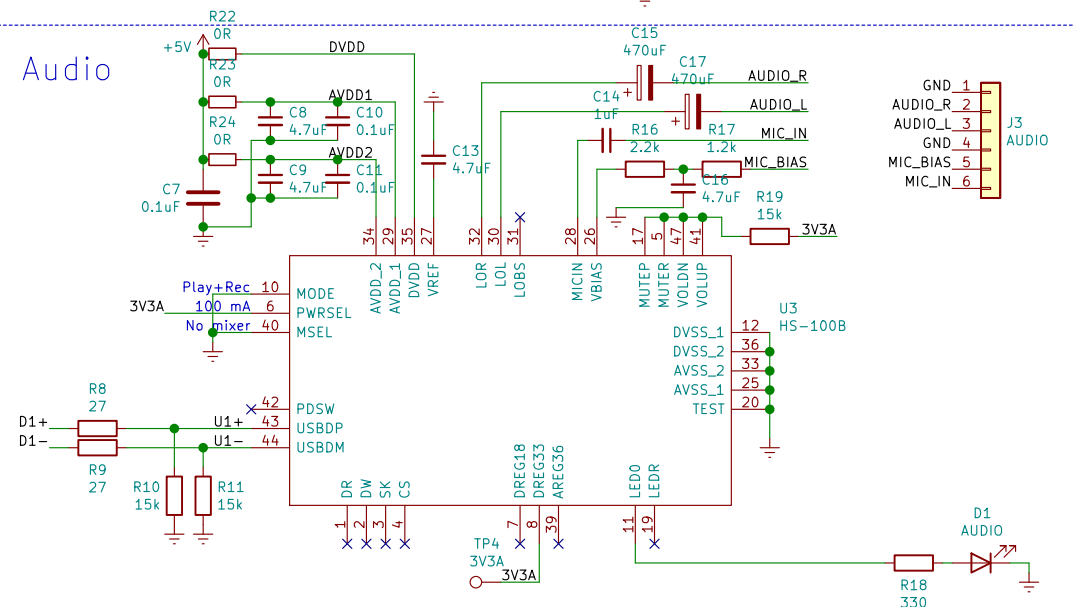 Audio
R22
0R
+5V
DVDD
R23
0R
AVDD1
R24
0R
AVDD2
C8
4.7uF
C10
0.1uF
C9
4.7uF
C11
0.1uF
C7
0.1uF
C13
4.7uF
C15
470uF
+
AUDIO_R
C17
470uF
+
AUDIO_L
C14
1uF
MIC_IN
R16
2.2k
R17
1.2k
MIC_BIAS
C16
4.7uF
R19
15k
3V3A
GND 1
AUDIO_R 2
AUDIO_L 3
GND 4
MIC_BIAS 5
MIC_IN 6
J3
AUDIO
34 AVDD_2
29 AVDD_1
35 DVDD
27 VREF
32 LOR
30 LOL
31 LOBS
28 MICIN
26 VBIAS
17 MUTEP
5 MUTER
47 VOLDN
41 VOLUP
Play+Rec 10 MODE
3V3A 100 mA 6 PWRSEL
No mixer 40 MSEL
42 PDSW
D1+ R8 27 U1+ 43 USBDP
D1- R9 27 U1- 44 USBDM
R10
15k
R11
15k
U3
HS-100B
DVSS_1 12
DVSS_2 36
AVSS_2 33
AVSS_1 25
TEST 20
DR 1
DW 2
SK 3
CS 4
DREG18 7
DREG33 8
AREG36 39
LED0 11
LEDR 19
TP4
3V3A
3V3A
R18
330
D1
AUDIO